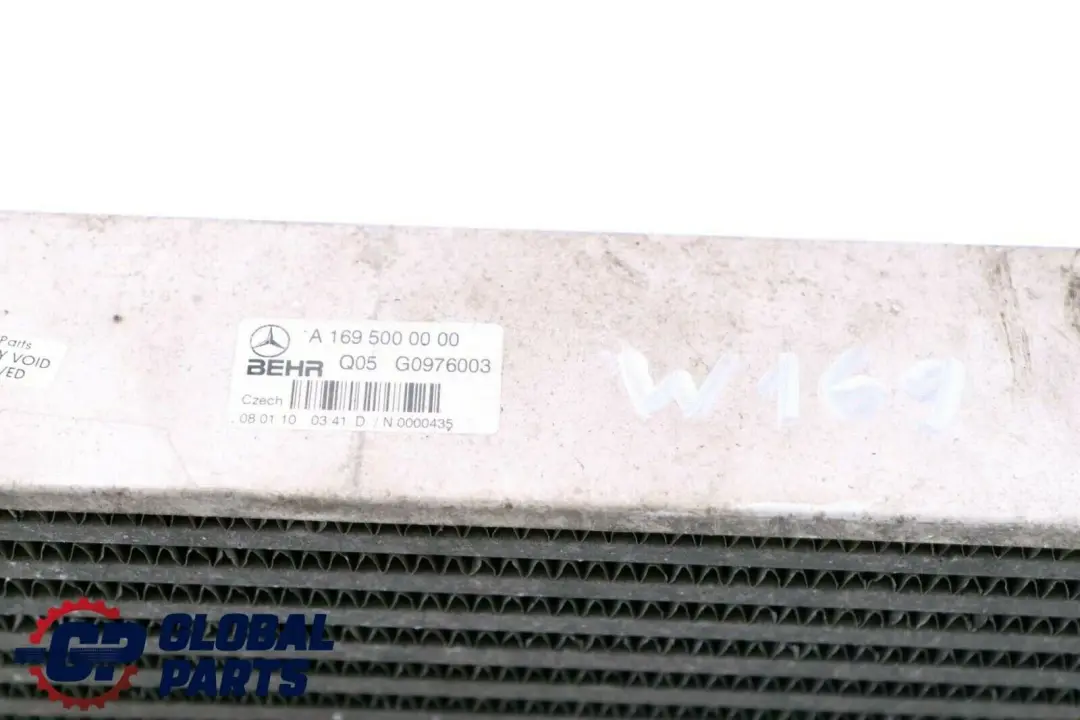 Parts
Y VOID
VED
A 169 500 00 00
BEHR Q05 G0976003
Czech
08 01 10 03 41 D / N 0000435
W169
GP GLOBAL
PARTS